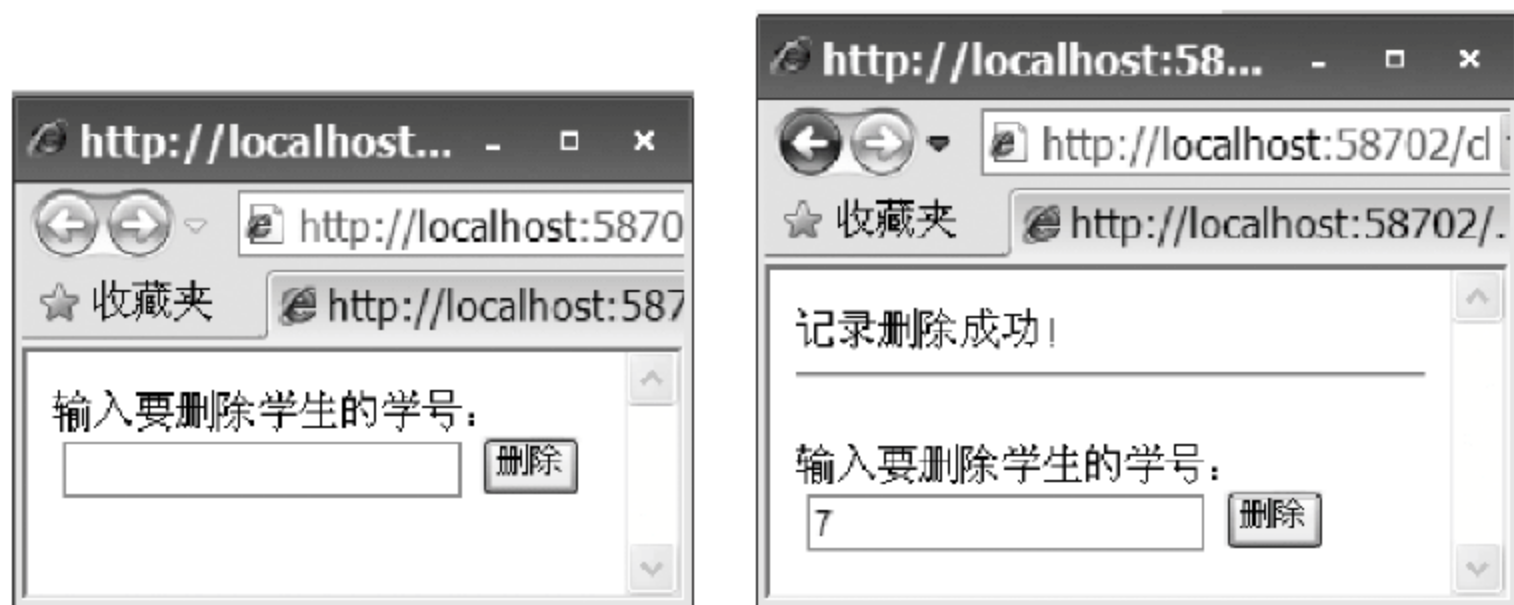 http://localhost...
http://localhost:5870
收藏夹
http://localhost:587
输入要删除学生的学号：
删除
http://localhost:58...
http://localhost:58702/cl
收藏夹
http://localhost:58702/.
记录删除成功！
输入要删除学生的学号：
7
删除